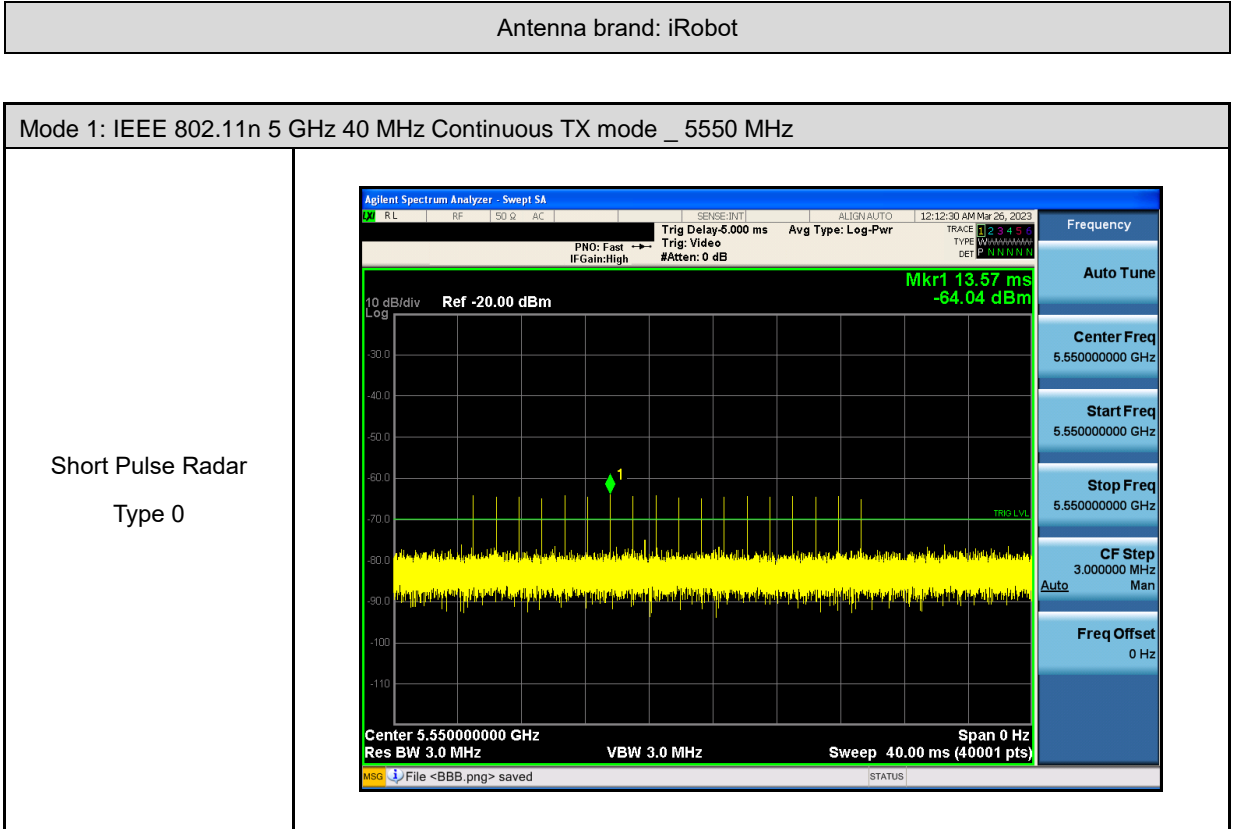 Antenna brand: iRobot
Mode 1: IEEE 802.11n 5 GHz 40 MHz Continuous TX mode _ 5550 MHz
Short Pulse Radar
Type 0
Agilent Spectrum Analyzer - Swept SA
LXI RL RF 50 Ω AC SENSE:INT ALIGN AUTO 12:12:30 AM Mar 26, 2023
Trig Delay-5.000 ms Avg Type: Log-Pwr TRACE 1 2 3 4 5 6
PNO: Fast Trig: Video TYPE WWWWWW
IFGain:High #Atten: 0 dB DET P N N N N N
Mkr1 13.57 ms
-64.04 dBm
10 dB/div Ref -20.00 dBm
Log
-30.0
-40.0
-50.0
-60.0
1
-70.0
TRIG LVL
-80.0
-90.0
-100
-110
Center 5.550000000 GHz Span 0 Hz
Res BW 3.0 MHz VBW 3.0 MHz Sweep 40.00 ms (40001 pts)
MSG File <BBB.png> saved STATUS
Frequency
Auto Tune
Center Freq
5.550000000 GHz
Start Freq
5.550000000 GHz
Stop Freq
5.550000000 GHz
CF Step
3.000000 MHz
Auto Man
Freq Offset
0 Hz